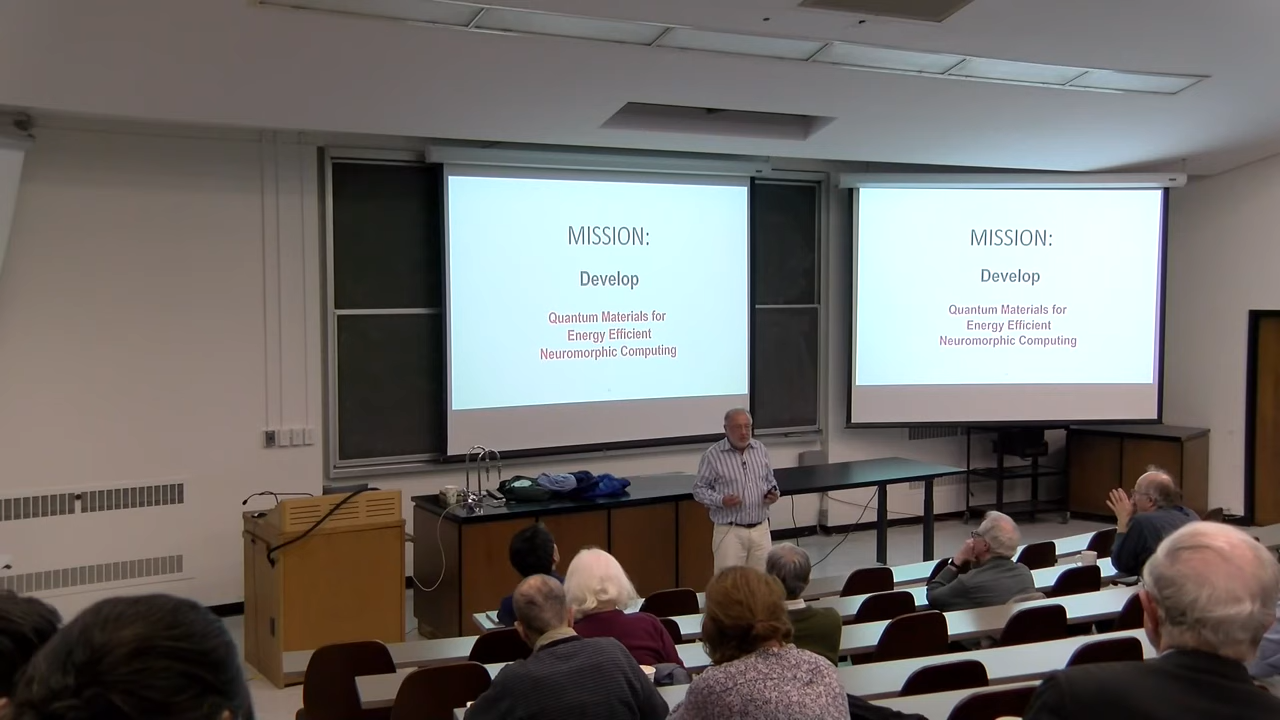 MISSION:
Develop
Quantum Materials for
Energy Efficient
Neuromorphic Computing
MISSION:
Develop
Quantum Materials for
Energy Efficient
Neuromorphic Computing